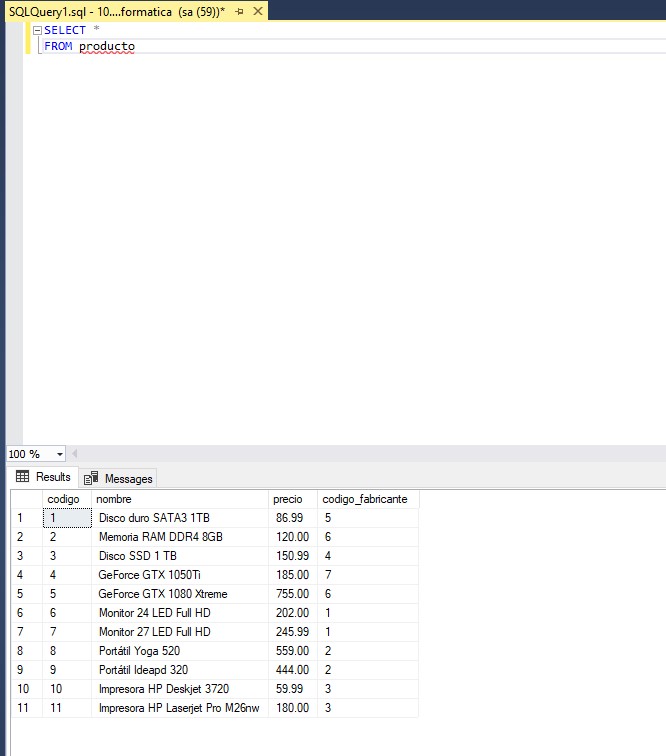 SQLQuery1.sql - 10....formatica (sa (59))*
SELECT *
FROM producto
100 %
Results Messages
codigo nombre precio codigo_fabricante
1 1 Disco duro SATA3 1TB 86.99 5
2 2 Memoria RAM DDR4 8GB 120.00 6
3 3 Disco SSD 1 TB 150.99 4
4 4 GeForce GTX 1050Ti 185.00 7
5 5 GeForce GTX 1080 Xtreme 755.00 6
6 6 Monitor 24 LED Full HD 202.00 1
7 7 Monitor 27 LED Full HD 245.99 1
8 8 Portátil Yoga 520 559.00 2
9 9 Portátil Ideapd 320 444.00 2
10 10 Impresora HP Deskjet 3720 59.99 3
11 11 Impresora HP Laserjet Pro M26nw 180.00 3